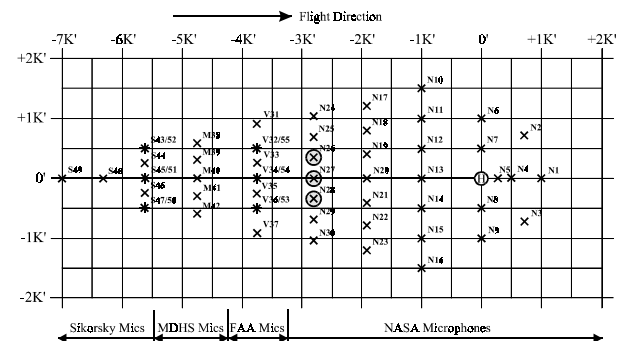 Flight Direction
-7K' -6K' -5K' -4K' -3K' -2K' -1K' 0' +1K' +2K'
+2K'
N10
N17 N24
V31 N11 N6
+1K'
N18 N2
S43/52 M38 V32/55 N25 N12 N7
S44 M39 V33 N26 N19
S49 S48 S45/51 M40 V34/54 N27 N20 N13 H N5 N4 N1
0'
S46 M41 V35 N28 N21
S47/50 M42 V36/53 N29 N22 N14 N8 N3
V37 N30 N23 N15 N9
-1K'
N16
-2K'
Sikorsky Mics MDHS Mics FAA Mics NASA Microphones